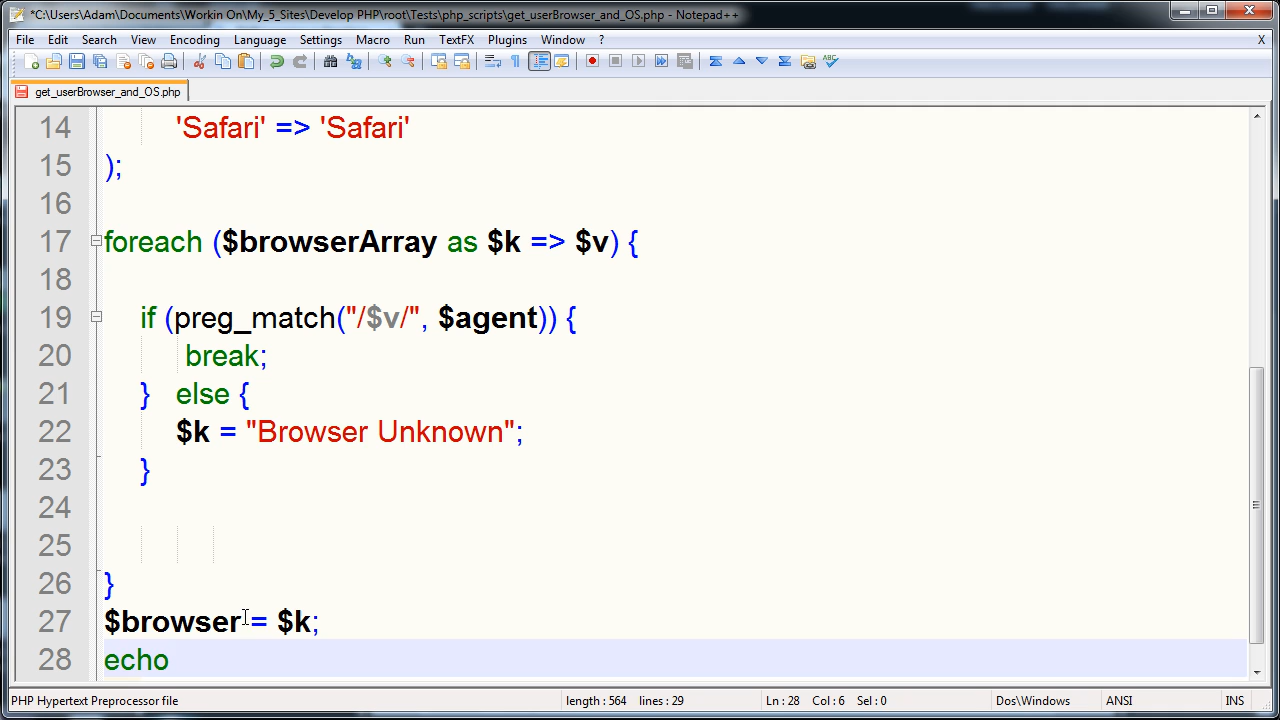 *C:\Users\Adam\Documents\Workin On\My_5_Sites\Develop PHP\root\Tests\php_scripts\get_userBrowser_and_OS.php - Notepad++
File Edit Search View Encoding Language Settings Macro Run TextFX Plugins Window ? X
get_userBrowser_and_OS.php
14 'Safari' => 'Safari'
15 );
16
17 foreach ($browserArray as $k => $v) {
18
19 if (preg_match("/$v/", $agent)) {
20 break;
21 } else {
22 $k = "Browser Unknown";
23 }
24
25
26 }
27 $browser = $k;
28 echo
PHP Hypertext Preprocessor file length : 564 lines : 29 Ln : 28 Col : 6 Sel : 0 Dos\Windows ANSI INS